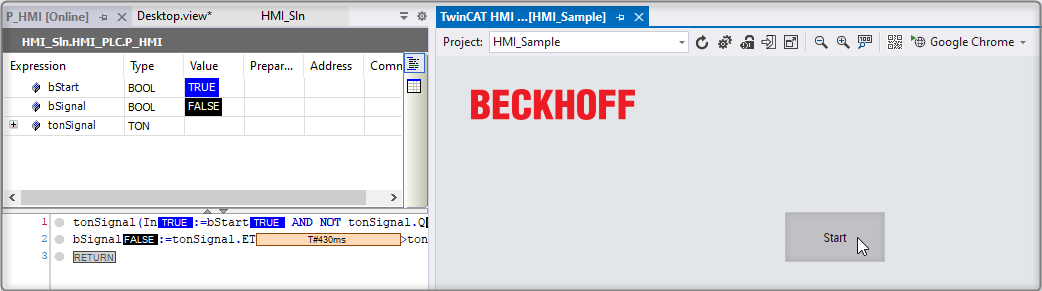 P_HMI [Online] Desktop.view* HMI_Sln
HMI_Sln.HMI_PLC.P_HMI
Expression Type Value Prepar... Address Comn
bStart BOOL TRUE
bSignal BOOL FALSE
tonSignal TON
1 tonSignal(In TRUE :=bStart TRUE AND NOT tonSignal.Q
2 bSignal FALSE :=tonSignal.ET T#430ms >ton
3 RETURN
TwinCAT HMI ...[HMI_Sample]
Project: HMI_Sample Google Chrome
BECKHOFF
Start